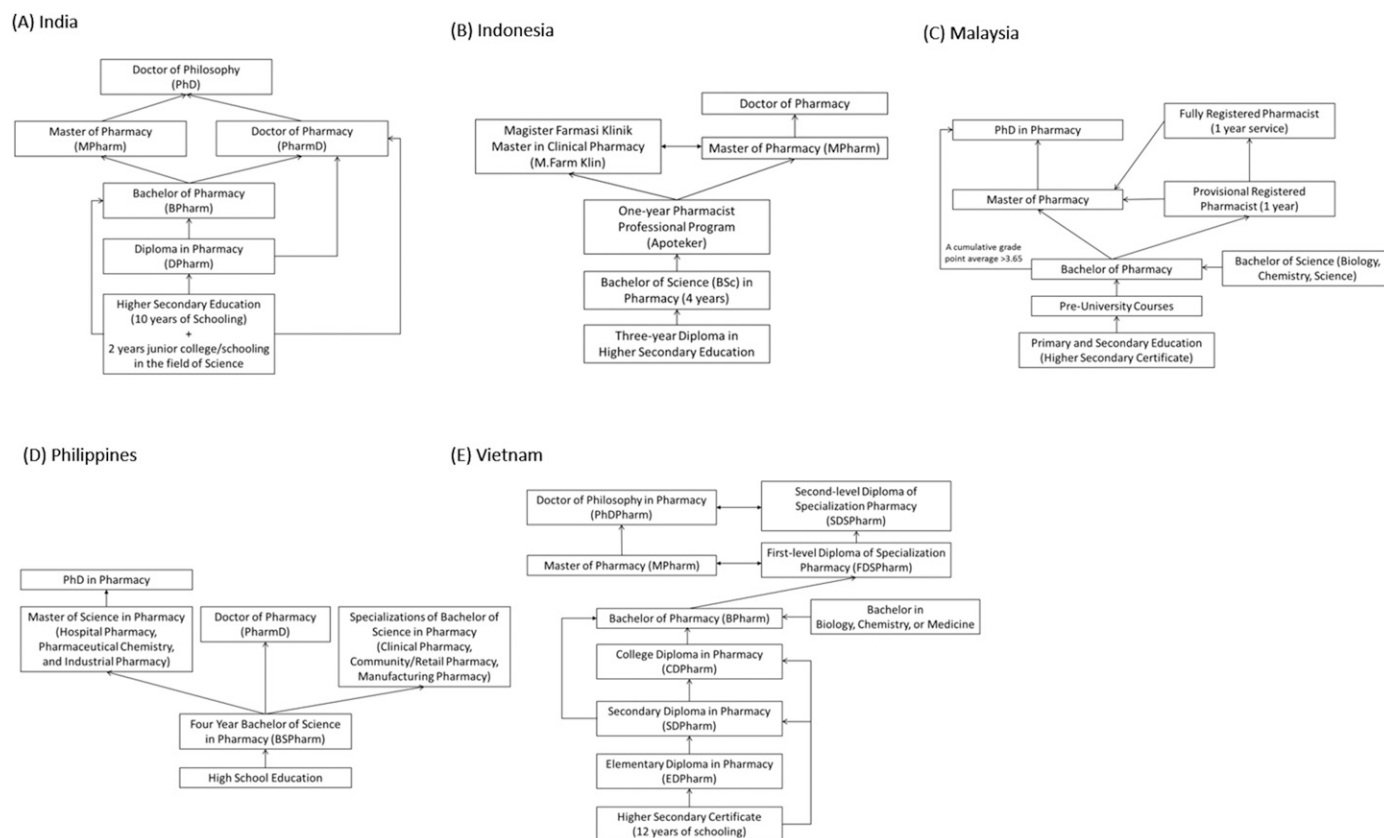 (A) India
Doctor of Philosophy
(PhD)
Master of Pharmacy
(MPharm)
Doctor of Pharmacy
(PharmD)
Bachelor of Pharmacy
(BPharm)
Diploma in Pharmacy
(DPharm)
Higher Secondary Education
(10 years of Schooling)
+
2 years junior college/schooling
in the field of Science
(B) Indonesia
Doctor of Pharmacy
Magister Farmasi Klinik
Master in Clinical Pharmacy
(M.Farm Klin)
Master of Pharmacy (MPharm)
One-year Pharmacist
Professional Program
(Apoteker)
Bachelor of Science (BSc) in
Pharmacy (4 years)
Three-year Diploma in
Higher Secondary Education
(C) Malaysia
PhD in Pharmacy
Fully Registered Pharmacist
(1 year service)
Master of Pharmacy
Provisional Registered
Pharmacist (1 year)
A cumulative grade
point average >3.65
Bachelor of Pharmacy
Bachelor of Science (Biology,
Chemistry, Science)
Pre-University Courses
Primary and Secondary Education
(Higher Secondary Certificate)
(D) Philippines
PhD in Pharmacy
Master of Science in Pharmacy
(Hospital Pharmacy,
Pharmaceutical Chemistry,
and Industrial Pharmacy)
Doctor of Pharmacy
(PharmD)
Specializations of Bachelor of
Science in Pharmacy
(Clinical Pharmacy,
Community/Retail Pharmacy,
Manufacturing Pharmacy)
Four Year Bachelor of Science
in Pharmacy (BSPharm)
High School Education
(E) Vietnam
Doctor of Philosophy in Pharmacy
(PhDPharm)
Second-level Diploma of
Specialization Pharmacy
(SDSPharm)
Master of Pharmacy (MPharm)
First-level Diploma of Specialization
Pharmacy (FDSPharm)
Bachelor of Pharmacy (BPharm)
Bachelor in
Biology, Chemistry, or Medicine
College Diploma in Pharmacy
(CDPharm)
Secondary Diploma in Pharmacy
(SDPharm)
Elementary Diploma in Pharmacy
(EDPharm)
Higher Secondary Certificate
(12 years of schooling)